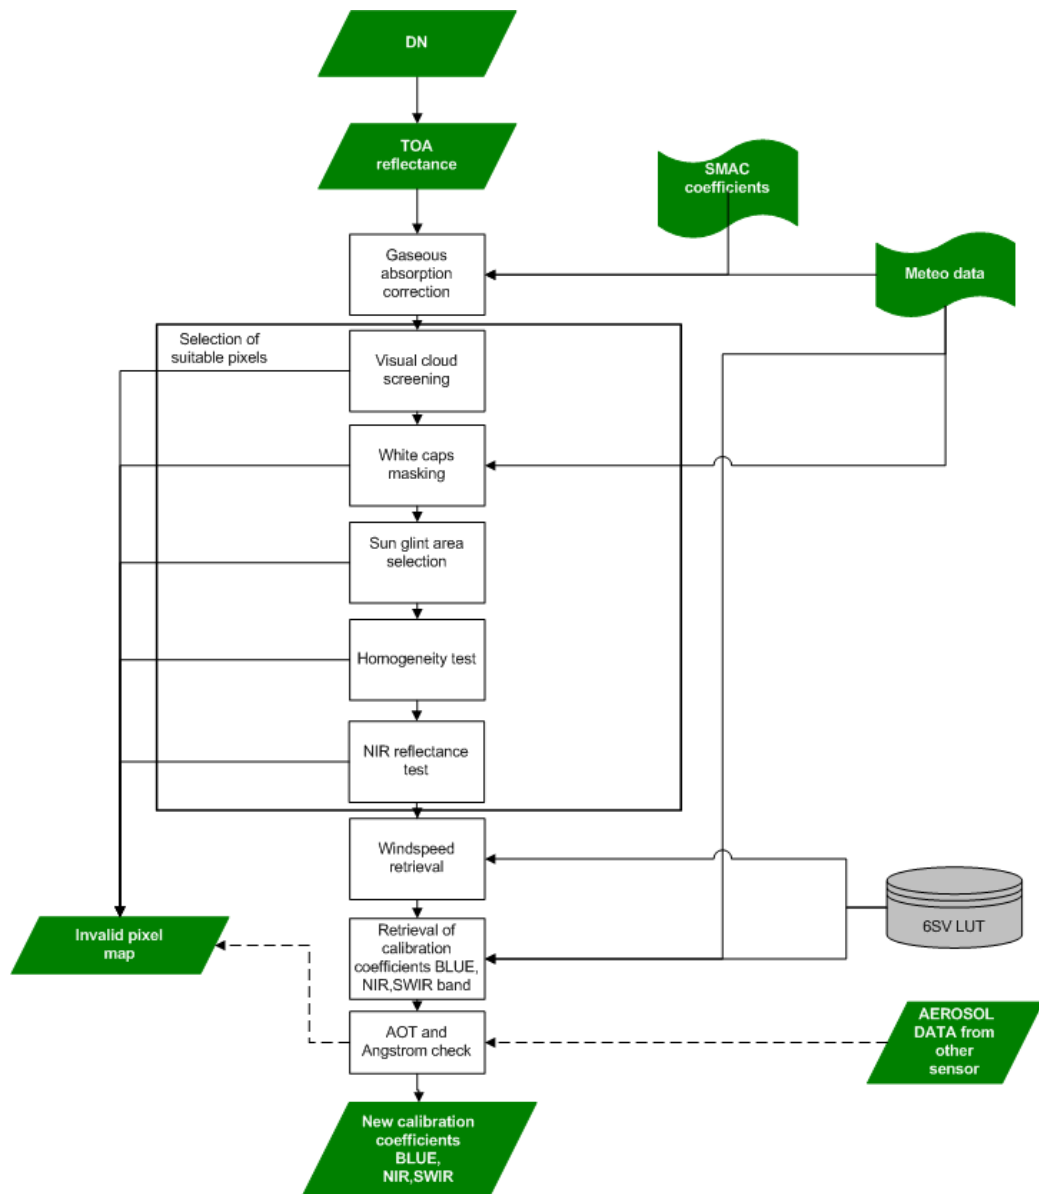 DN
TOA
reflectance
SMAC
coefficients
Gaseous
absorption
correction
Meteo data
Selection of
suitable pixels
Visual cloud
screening
White caps
masking
Sun glint area
selection
Homogeneity test
NIR reflectance
test
Windspeed
retrieval
6SV LUT
Invalid pixel
map
Retrieval of
calibration
coefficients BLUE,
NIR,SWIR band
AEROSOL
DATA from
other
sensor
AOT and
Angstrom check
New calibration
coefficients
BLUE,
NIR,SWIR